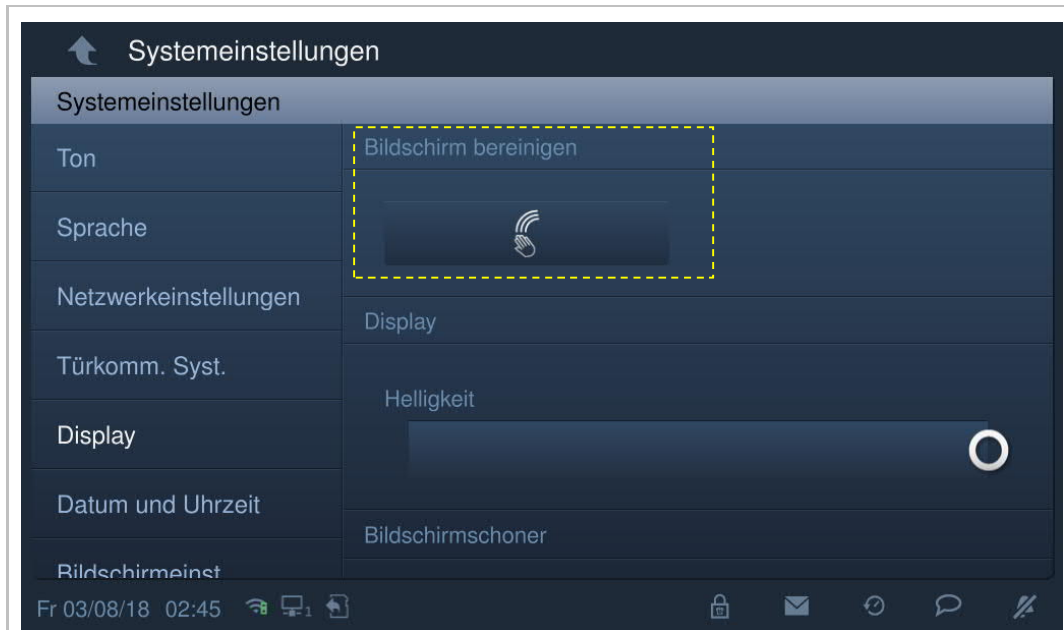 Systemeinstellungen
Systemeinstellungen
Ton
Sprache
Netzwerkeinstellungen
Türkomm. Syst.
Display
Datum und Uhrzeit
Bildschirmeinst
Bildschirm bereinigen
Display
Helligkeit
Bildschirmschoner
Fr 03/08/18 02:45 1